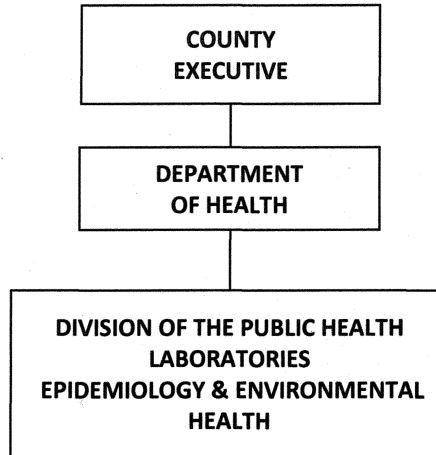 COUNTY
EXECUTIVE
DEPARTMENT
OF HEALTH
DIVISION OF THE PUBLIC HEALTH
LABORATORIES
EPIDEMIOLOGY & ENVIRONMENTAL
HEALTH